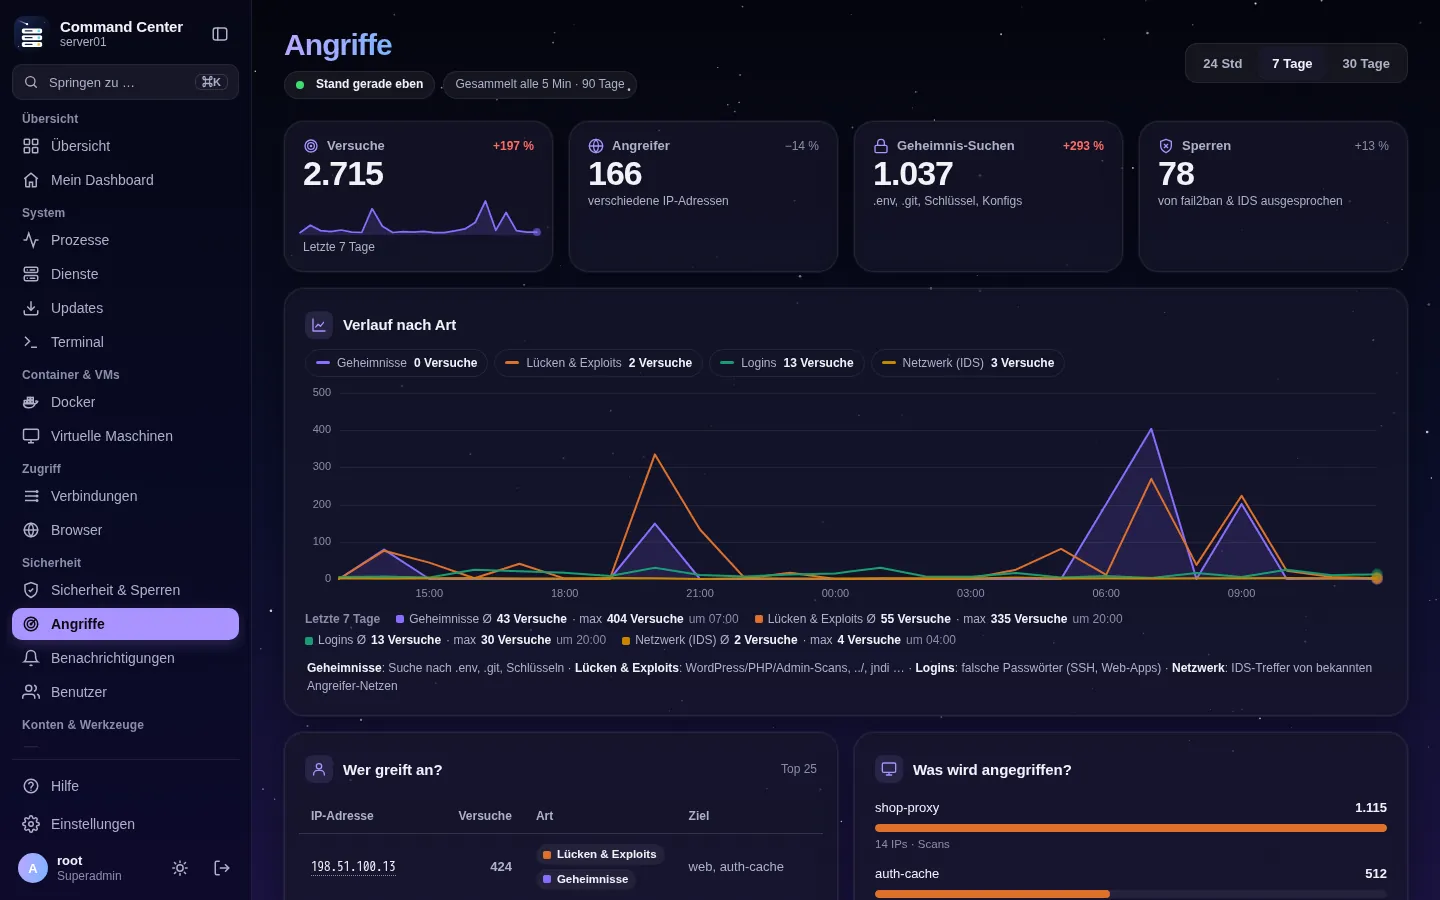 Command Center
server01
Springen zu …
⌘K
Übersicht
Übersicht
Mein Dashboard
System
Prozesse
Dienste
Updates
Terminal
Container & VMs
Docker
Virtuelle Maschinen
Zugriff
Verbindungen
Browser
Sicherheit
Sicherheit & Sperren
Angriffe
Benachrichtigungen
Benutzer
Konten & Werkzeuge
Hilfe
Einstellungen
A
root
Superadmin
Angriffe
Stand gerade eben
Gesammelt alle 5 Min · 90 Tage
24 Std
7 Tage
30 Tage
Versuche
+197 %
2.715
Letzte 7 Tage
Angreifer
−14 %
166
verschiedene IP-Adressen
Geheimnis-Suchen
+293 %
1.037
.env, .git, Schlüssel, Konfigs
Sperren
+13 %
78
von fail2ban & IDS ausgesprochen
Verlauf nach Art
Geheimnisse 0 Versuche
Lücken & Exploits 2 Versuche
Logins 13 Versuche
Netzwerk (IDS) 3 Versuche
500
400
300
200
100
0
15:00 18:00 21:00 00:00 03:00 06:00 09:00
Letzte 7 Tage Geheimnisse Ø 43 Versuche · max 404 Versuche um 07:00 Lücken & Exploits Ø 55 Versuche · max 335 Versuche um 20:00
Logins Ø 13 Versuche · max 30 Versuche um 20:00 Netzwerk (IDS) Ø 2 Versuche · max 4 Versuche um 04:00
Geheimnisse: Suche nach .env, .git, Schlüsseln · Lücken & Exploits: WordPress/PHP/Admin-Scans, ../, jndi … · Logins: falsche Passwörter (SSH, Web-Apps) · Netzwerk: IDS-Treffer von bekannten
Angreifer-Netzen
Wer greift an?
Top 25
IP-Adresse Versuche Art Ziel
198.51.100.13 424 Lücken & Exploits web, auth-cache
Geheimnisse
Was wird angegriffen?
shop-proxy 1.115
14 IPs · Scans
auth-cache 512